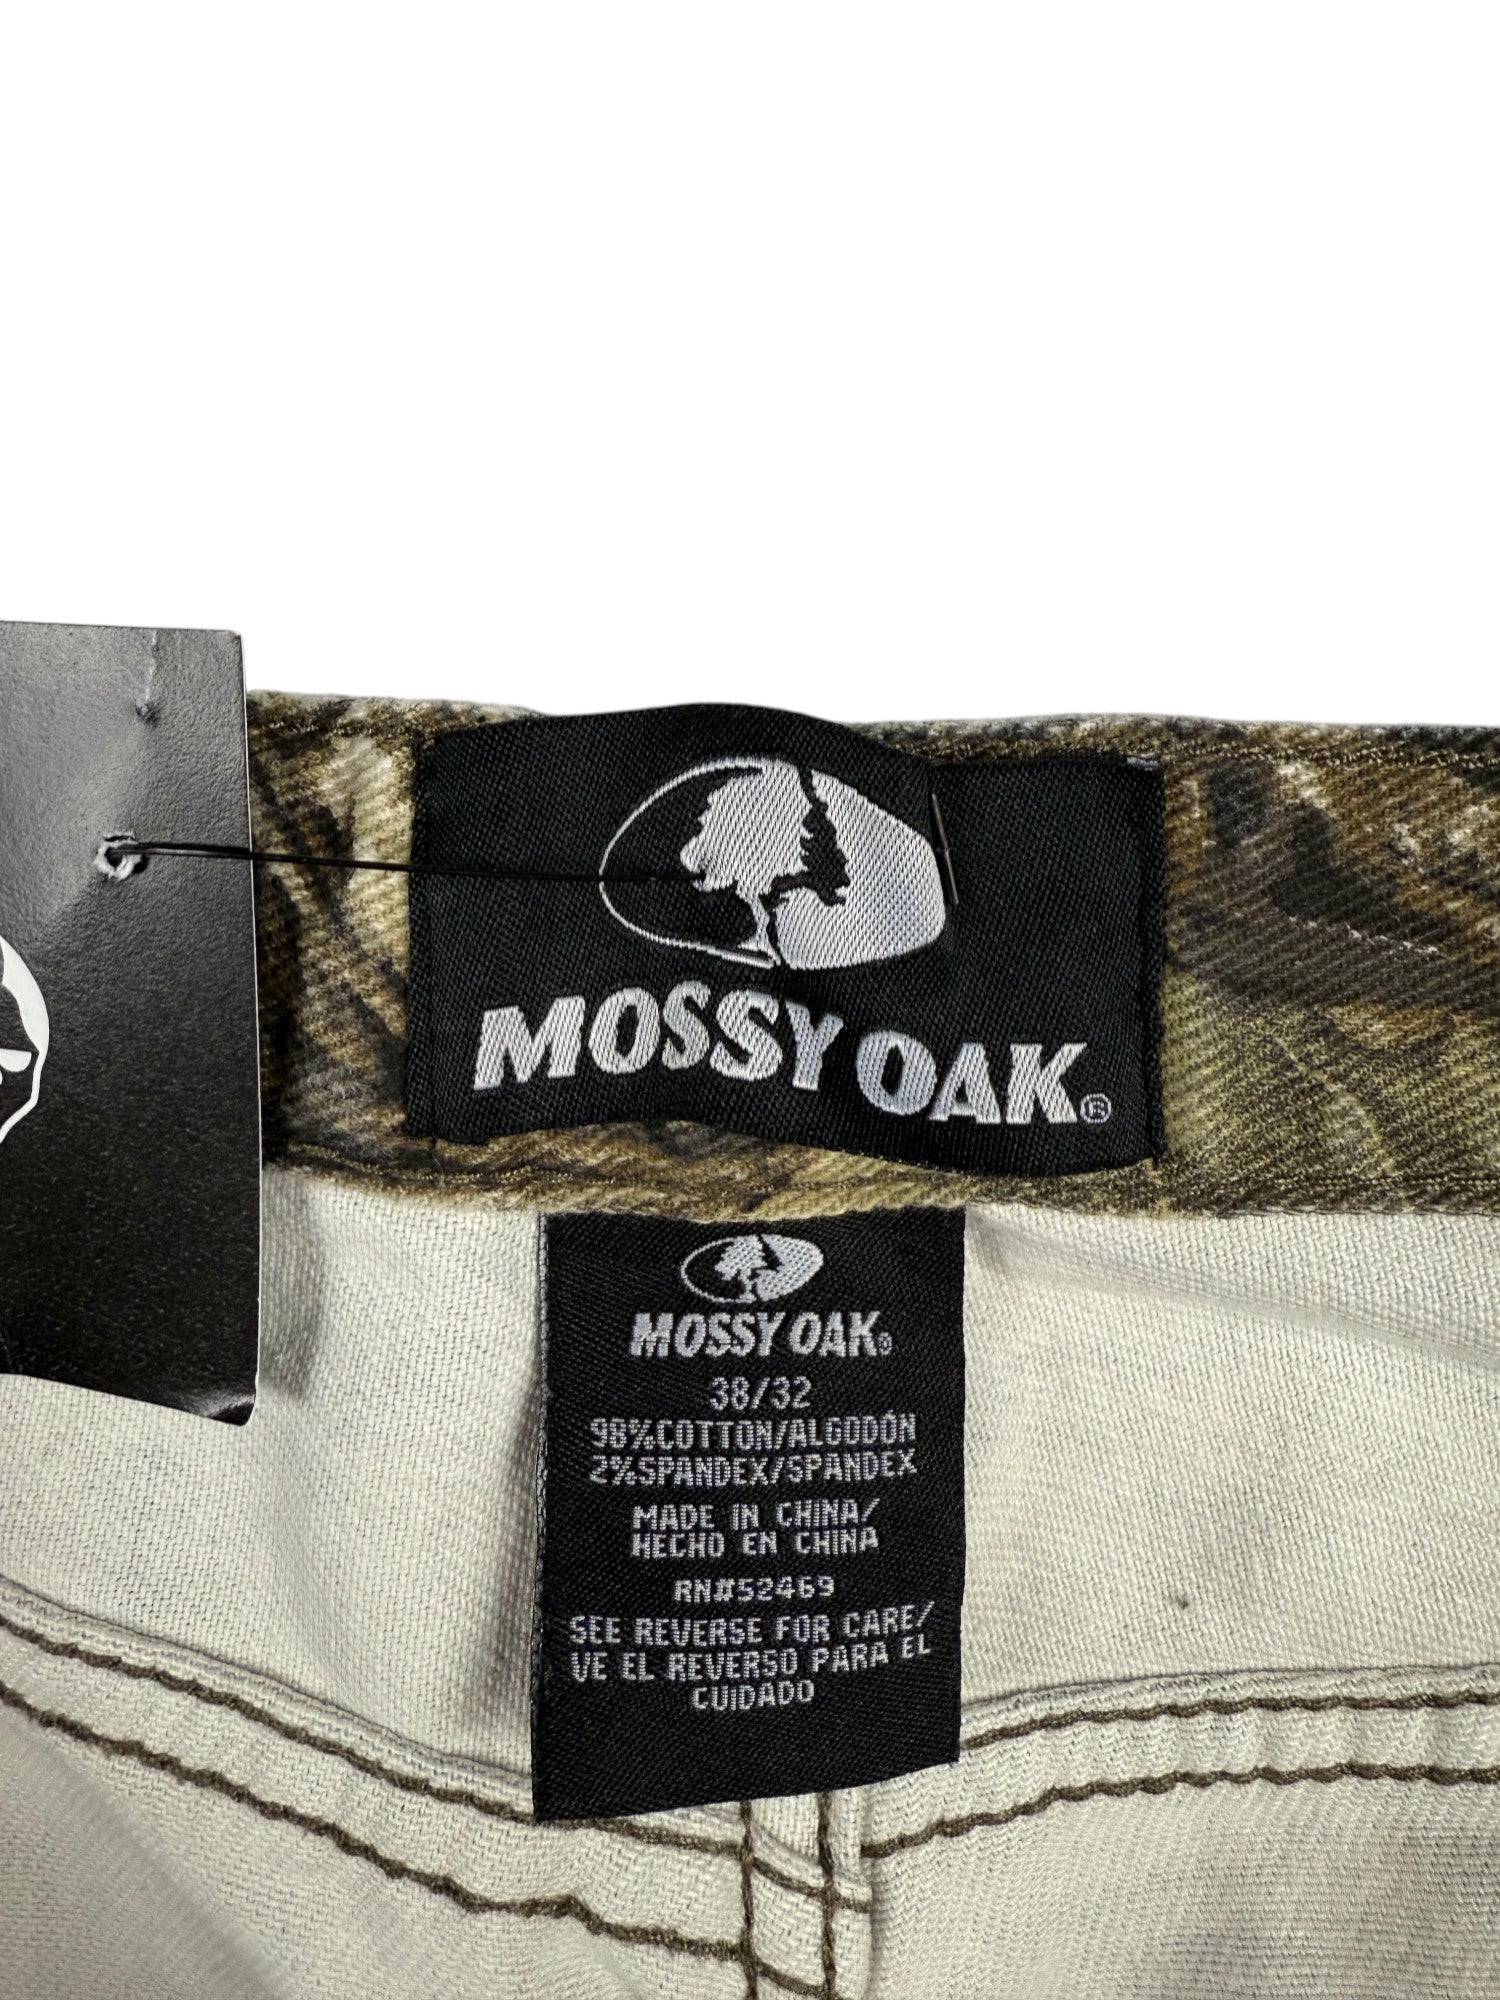 MOSSY OAK®
MOSSY OAK®
38/32
98%COTTON/ALGODÓN
2%SPANDEX/SPANDEX
MADE IN CHINA/
HECHO EN CHINA
RN#52469
SEE REVERSE FOR CARE/
VE EL REVERSO PARA EL
CUIDADO